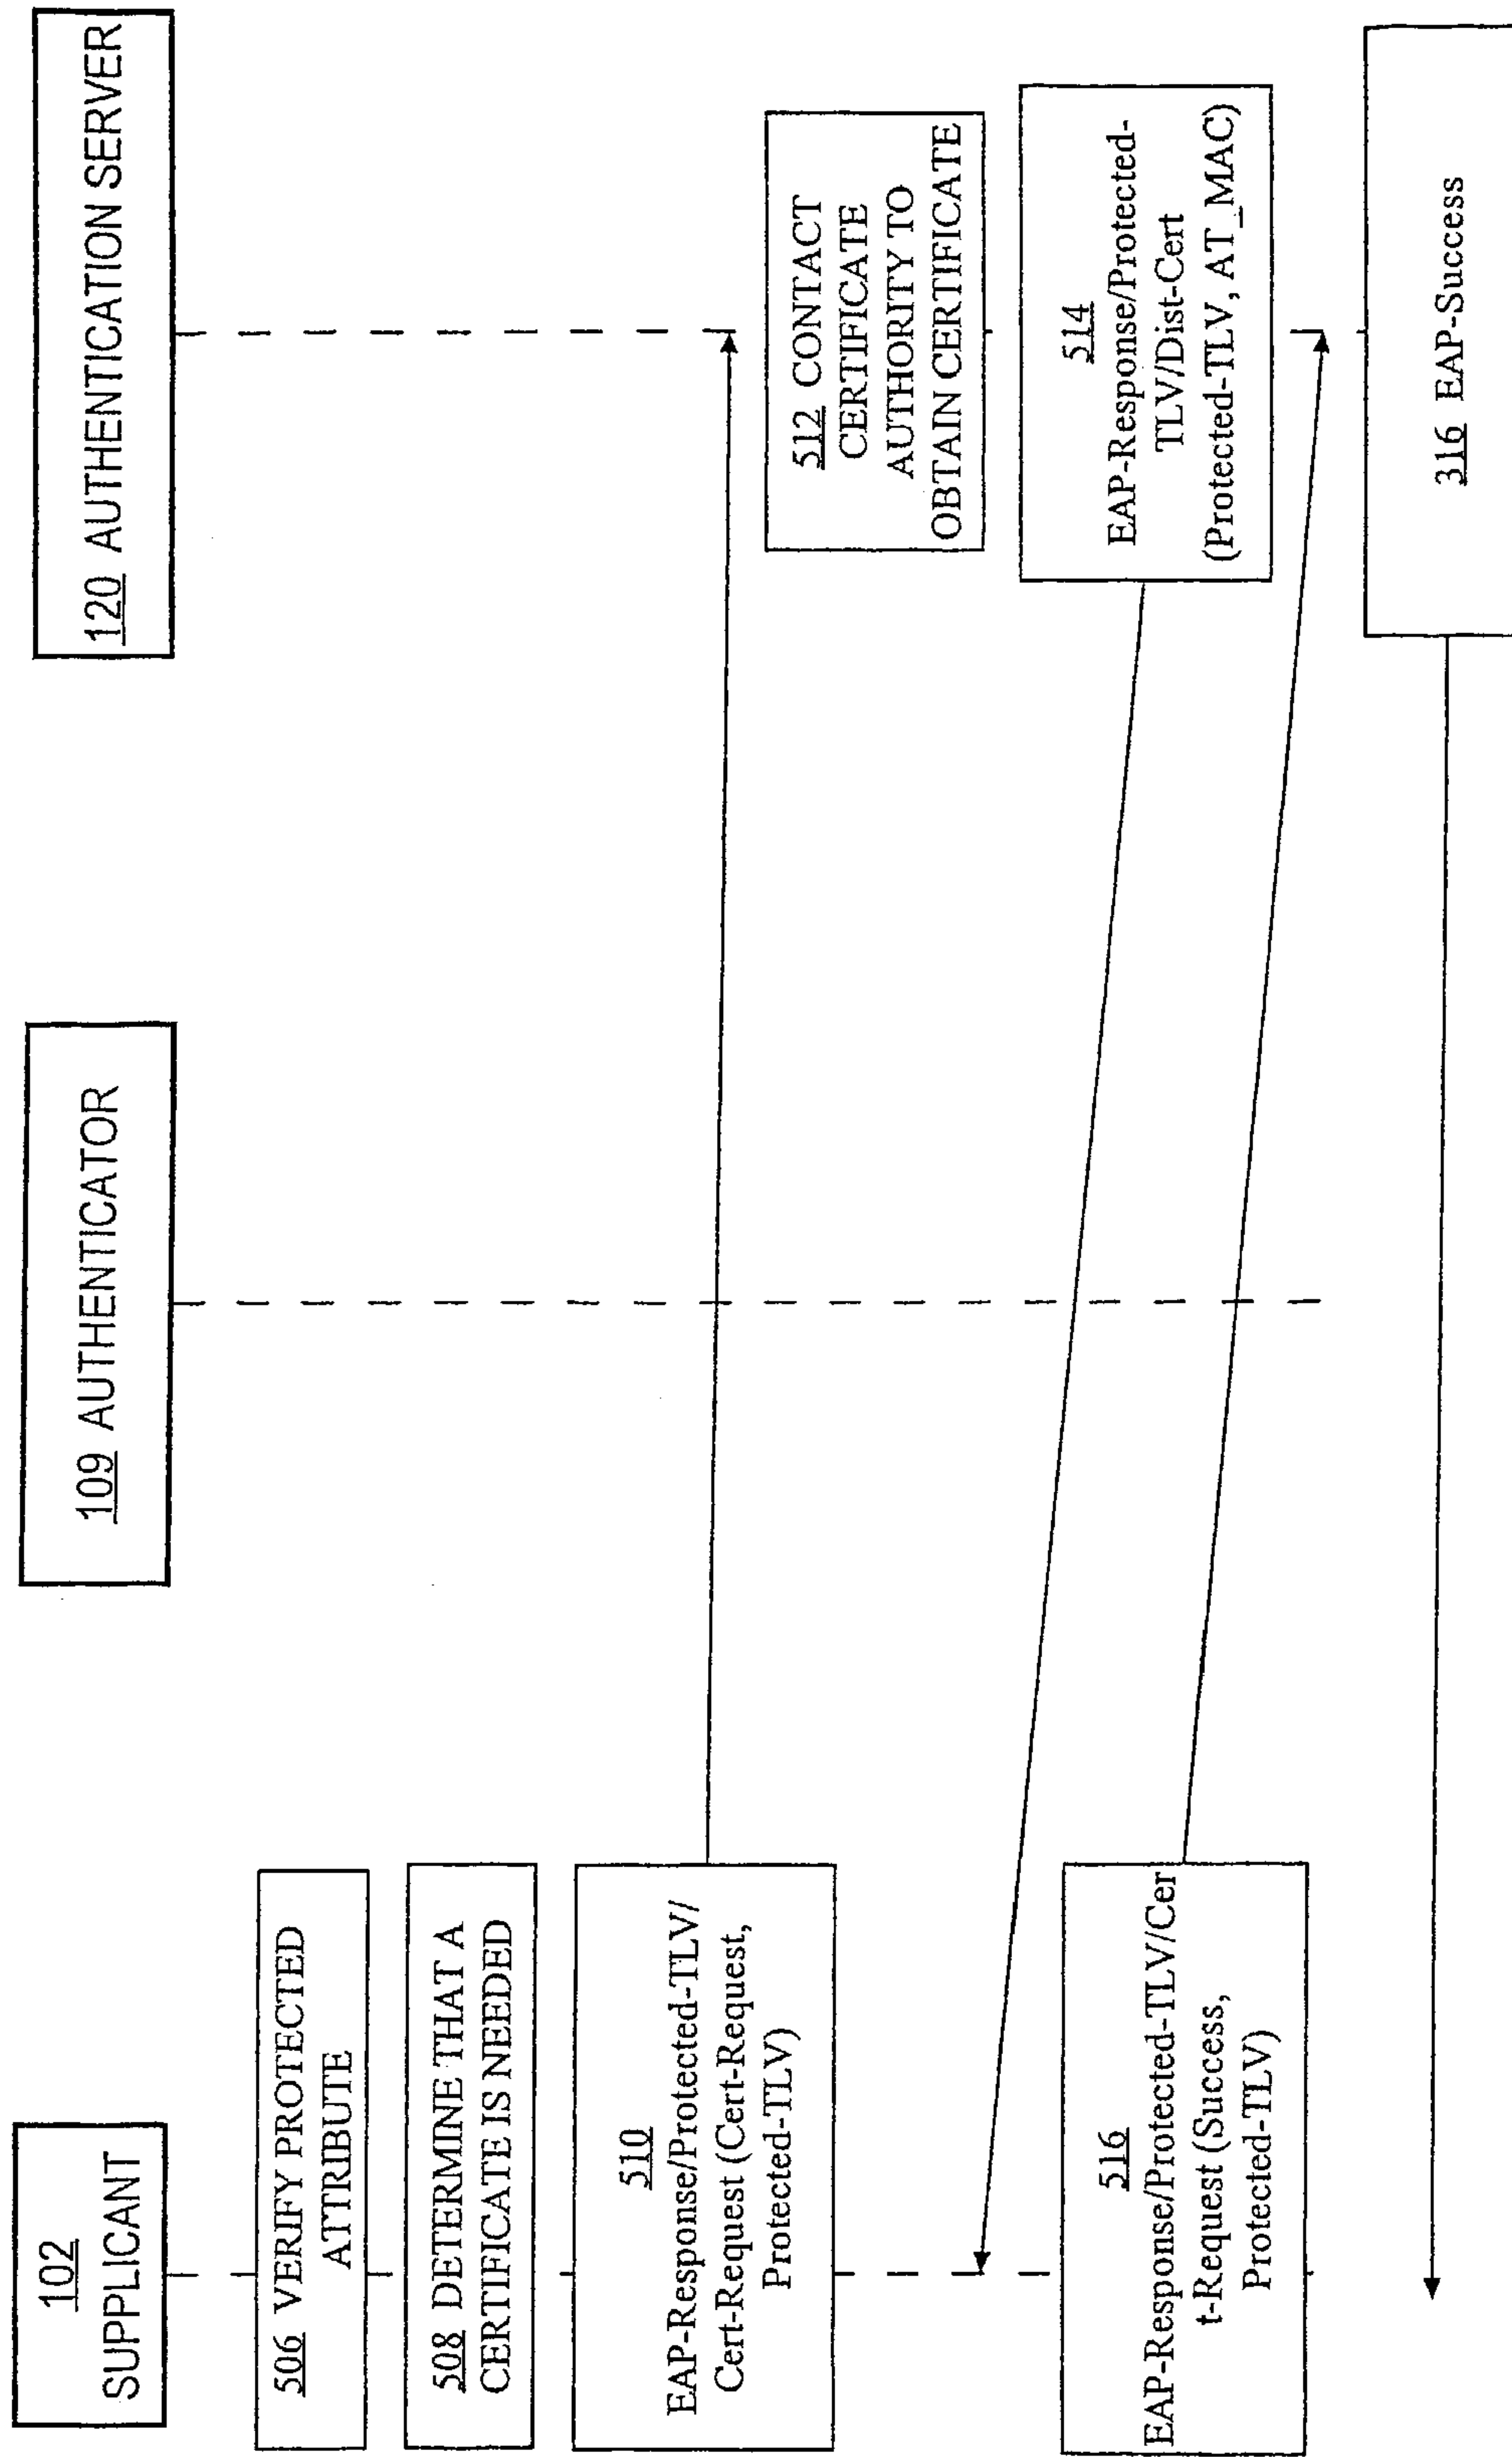 102
SUPPLICANT
109 AUTHENTICATOR
120 AUTHENTICATION SERVER
506 VERIFY PROTECTED
ATTRIBUTE
508 DETERMINE THAT A
CERTIFICATE IS NEEDED
510
EAP-Response/Protected-TLV/
Cert-Request (Cert-Request,
Protected-TLV)
512 CONTACT
CERTIFICATE
AUTHORITY TO
OBTAIN CERTIFICATE
514
EAP-Response/Protected-
TLV/Dist-Cert
(Protected-TLV, AT_MAC)
516
EAP-Response/Protected-TLV/Cer
t-Request (Success,
Protected-TLV)
316 EAP-Success